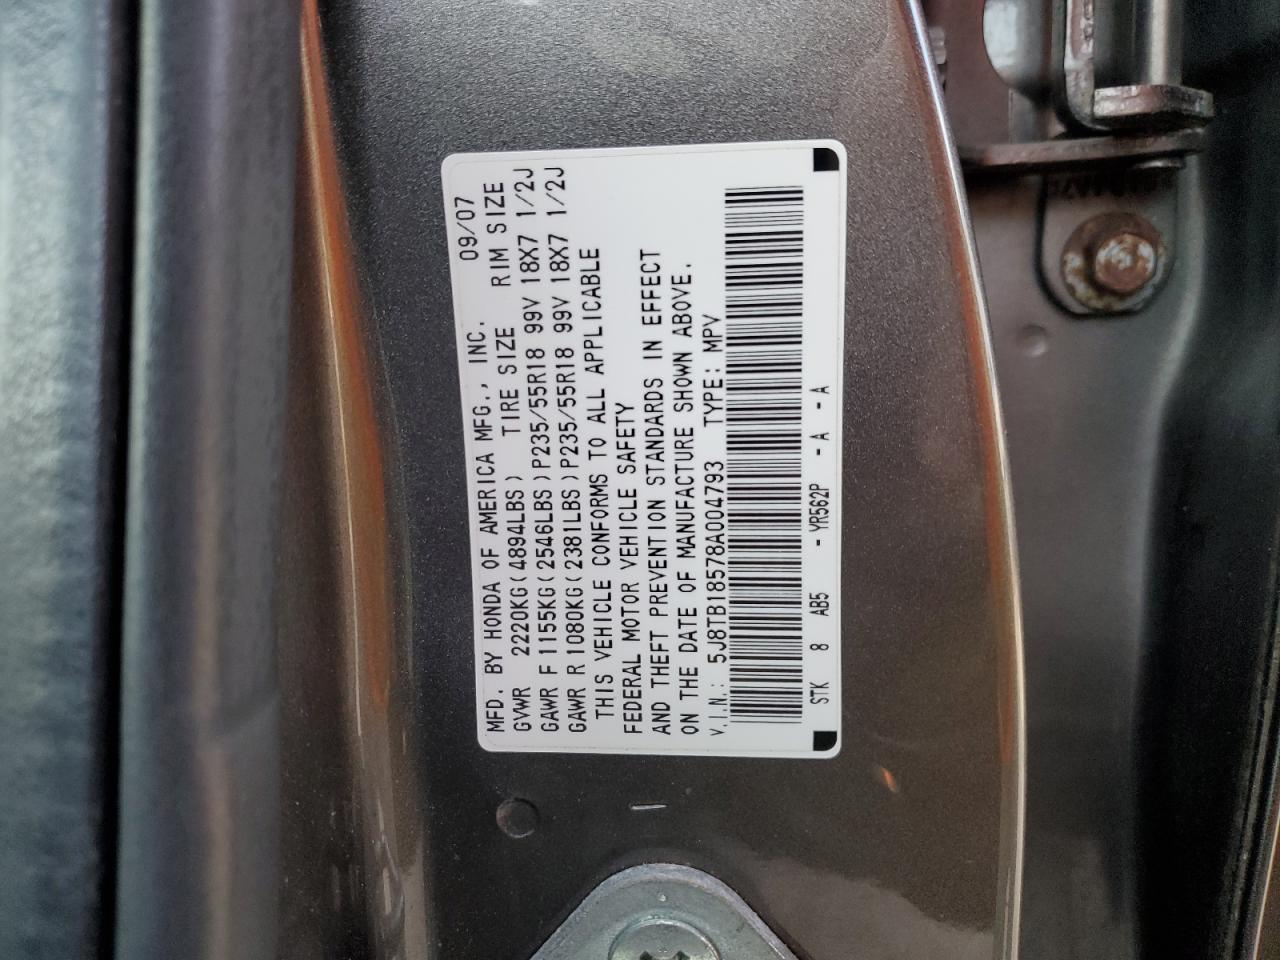 MFD. BY HONDA OF AMERICA MFG., INC. 09/07
GVWR 2220KG(4894LBS) TIRE SIZE RIM SIZE
GAWR F 1155KG(2546LBS)P235/55R18 99V 18X7 1/2J
GAWR R 1080KG(2381LBS)P235/55R18 99V 18X7 1/2J
THIS VEHICLE CONFORMS TO ALL APPLICABLE
FEDERAL MOTOR VEHICLE SAFETY
AND THEFT PREVENTION STANDARDS IN EFFECT
ON THE DATE OF MANUFACTURE SHOWN ABOVE.
V.I.N.: 5J8TB18578A004793 TYPE: MPV
STK 8 AB5 - YR562P - A - A